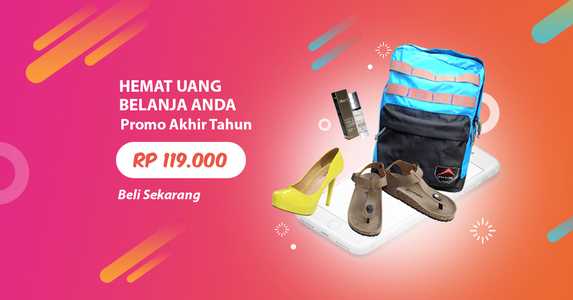 HEMAT UANG
BELANJA ANDA
Promo Akhir Tahun
RP 119.000
Beli Sekarang